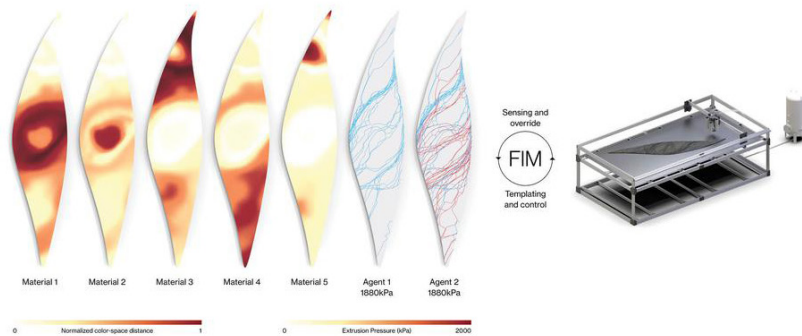 Sensing and
override
FIM
Templating
and control
Material 1
Material 2
Material 3
Material 4
Material 5
Agent 1
1880kPa
Agent 2
1880kPa
0
Normalized color-space distance
1
0
Extrusion Pressure (kPa)
2000